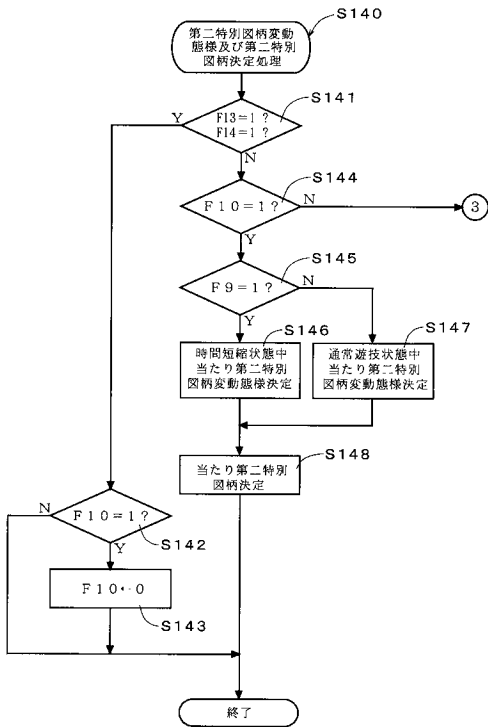 S140
第二特別図柄変動
態様及び第二特別
図柄決定処理
S141
F13=1?
F14=1?
Y
N
S144
F10=1?
N
3
Y
S145
F9=1?
N
Y
S146
時間短縮状態中
当たり第二特別
図柄変動態様決定
S147
通常遊技状態中
当たり第二特別
図柄変動態様決定
S148
当たり第二特別
図柄決定
N
F10=1?
S142
Y
F10←0
S143
終了